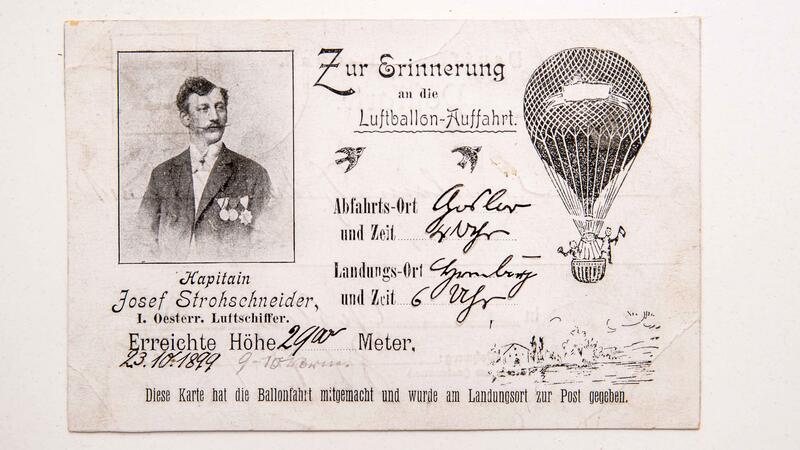 Zur Erinnerung
an die
Luftballon-Auffahrt.
Abfahrts-Ort Goslar
und Zeit 4 Uhr
Landungs-Ort
und Zeit 6 Uhr
Kapitain
Josef Strohschneider,
I. Oesterr. Luftschiffer.
Erreichte Höhe 2900 Meter.
23.10.1899
Diese Karte hat die Ballonfahrt mitgemacht und wurde am Landungsort zur Post gegeben.